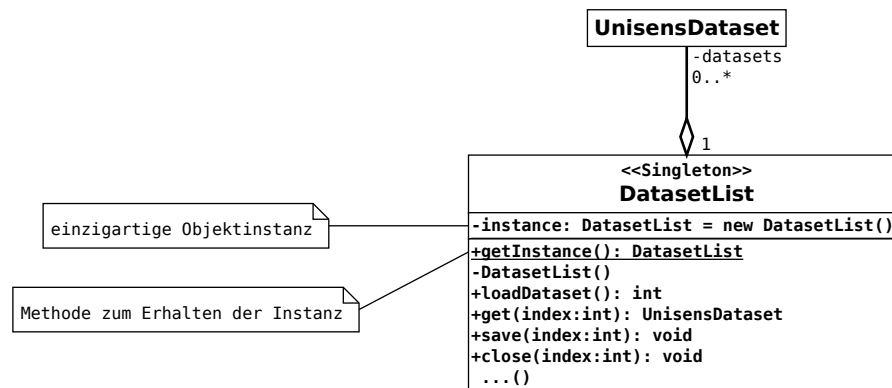 UnisensDataset
-datasets
0..*
1
<<Singleton>>
DatasetList
einzigartige Objektinstanz
-instance: DatasetList = new DatasetList()
+getInstance(): DatasetList
-DatasetList()
+loadDataset(): int
Methode zum Erhalten der Instanz
+get(index:int): UnisensDataset
+save(index:int): void
+close(index:int): void
...()